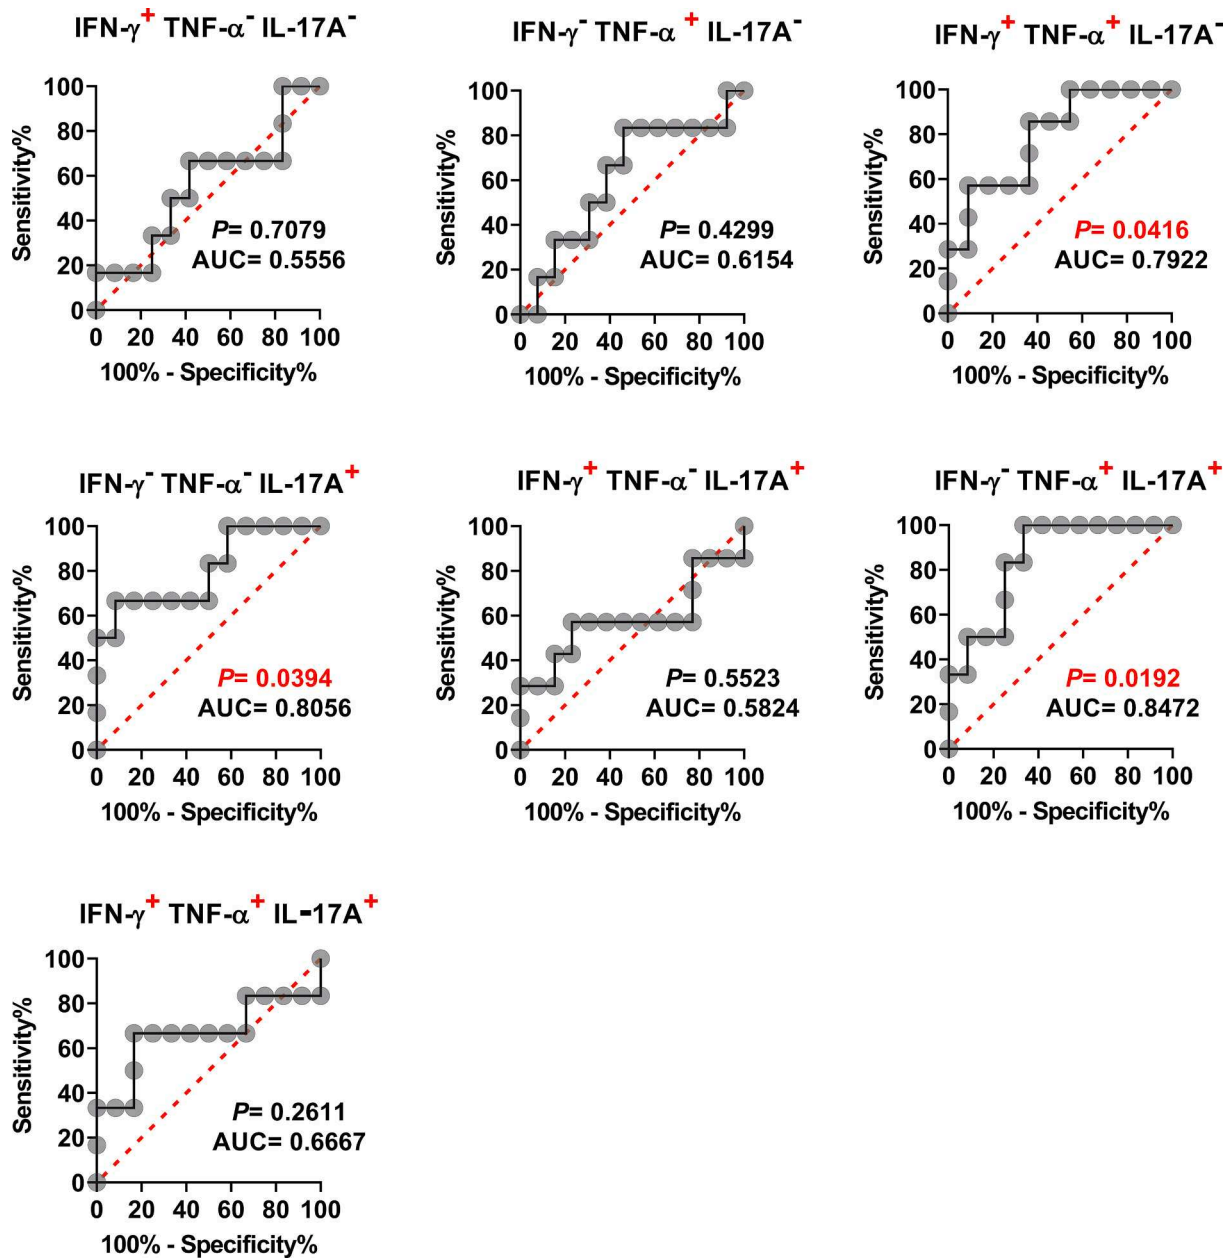 IFN-γ⁺ TNF-α⁻ IL-17A⁻
100
80
60
40
20
0
Sensitivity%
P= 0.7079
AUC= 0.5556
0 20 40 60 80 100
100% - Specificity%
IFN-γ⁻ TNF-α⁺ IL-17A⁻
100
80
60
40
20
0
Sensitivity%
P= 0.4299
AUC= 0.6154
0 20 40 60 80 100
100% - Specificity%
IFN-γ⁺ TNF-α⁺ IL-17A⁻
100
80
60
40
20
0
Sensitivity%
P= 0.0416
AUC= 0.7922
0 20 40 60 80 100
100% - Specificity%
IFN-γ⁻ TNF-α⁻ IL-17A⁺
100
80
60
40
20
0
Sensitivity%
P= 0.0394
AUC= 0.8056
0 20 40 60 80 100
100% - Specificity%
IFN-γ⁺ TNF-α⁻ IL-17A⁺
100
80
60
40
20
0
Sensitivity%
P= 0.5523
AUC= 0.5824
0 20 40 60 80 100
100% - Specificity%
IFN-γ⁻ TNF-α⁺ IL-17A⁺
100
80
60
40
20
0
Sensitivity%
P= 0.0192
AUC= 0.8472
0 20 40 60 80 100
100% - Specificity%
IFN-γ⁺ TNF-α⁺ IL-17A⁺
100
80
60
40
20
0
Sensitivity%
P= 0.2611
AUC= 0.6667
0 20 40 60 80 100
100% - Specificity%